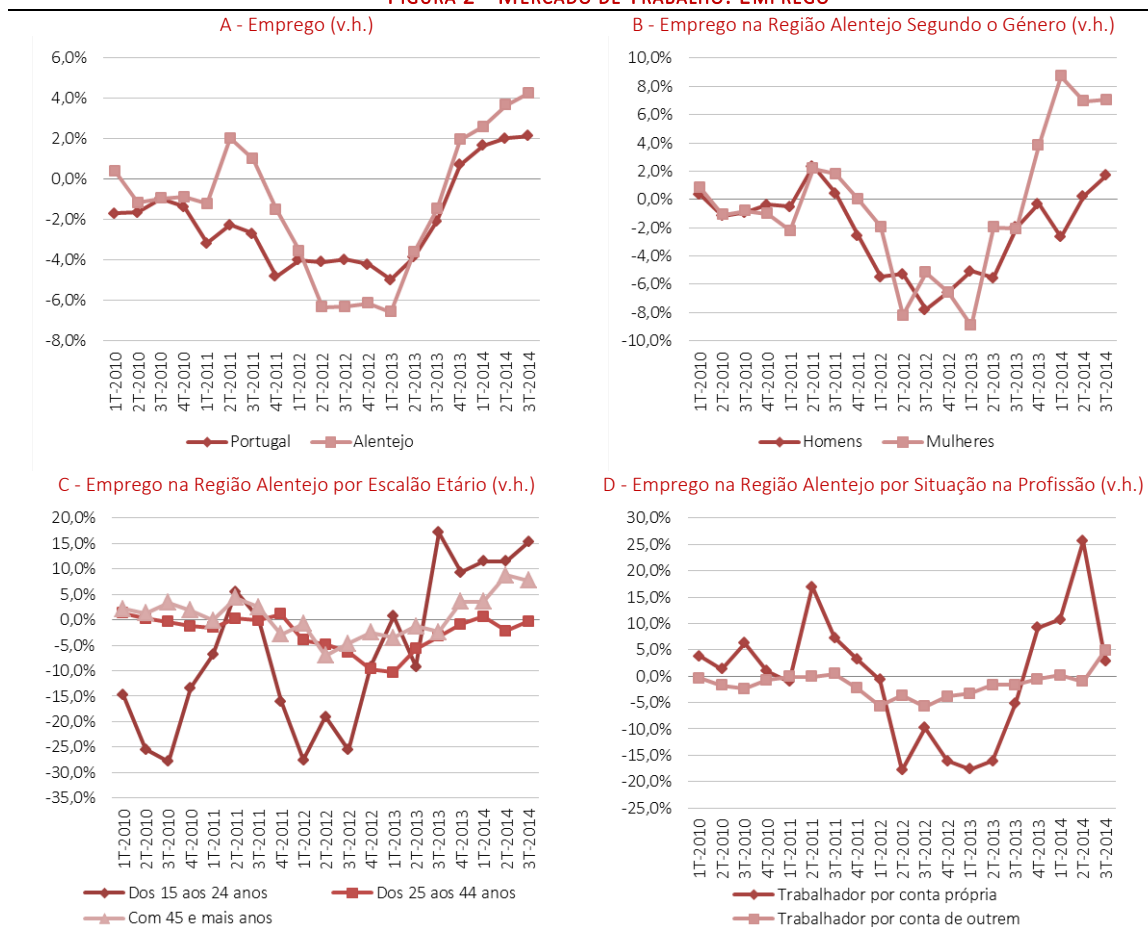 FIGURA 2 – MERCADO DE TRABALHO: EMPREGO
A - Emprego (v.h.)
6,0%
4,0%
2,0%
0,0%
-2,0%
-4,0%
-6,0%
-8,0%
1T-2010
2T-2010
3T-2010
4T-2010
1T-2011
2T-2011
3T-2011
4T-2011
1T-2012
2T-2012
3T-2012
4T-2012
1T-2013
2T-2013
3T-2013
4T-2013
1T-2014
2T-2014
3T-2014
Portugal
Alentejo
B - Emprego na Região Alentejo Segundo o Género (v.h.)
10,0%
8,0%
6,0%
4,0%
2,0%
0,0%
-2,0%
-4,0%
-6,0%
-8,0%
-10,0%
1T-2010
2T-2010
3T-2010
4T-2010
1T-2011
2T-2011
3T-2011
4T-2011
1T-2012
2T-2012
3T-2012
4T-2012
1T-2013
2T-2013
3T-2013
4T-2013
1T-2014
2T-2014
3T-2014
Homens
Mulheres
C - Emprego na Região Alentejo por Escalão Etário (v.h.)
20,0%
15,0%
10,0%
5,0%
0,0%
-5,0%
-10,0%
-15,0%
-20,0%
-25,0%
-30,0%
-35,0%
1T-2010
2T-2010
3T-2010
4T-2010
1T-2011
2T-2011
3T-2011
4T-2011
1T-2012
2T-2012
3T-2012
4T-2012
1T-2013
2T-2013
3T-2013
4T-2013
1T-2014
2T-2014
3T-2014
Dos 15 aos 24 anos
Dos 25 aos 44 anos
Com 45 e mais anos
D - Emprego na Região Alentejo por Situação na Profissão (v.h.)
30,0%
25,0%
20,0%
15,0%
10,0%
5,0%
0,0%
-5,0%
-10,0%
-15,0%
-20,0%
-25,0%
1T-2010
2T-2010
3T-2010
4T-2010
1T-2011
2T-2011
3T-2011
4T-2011
1T-2012
2T-2012
3T-2012
4T-2012
1T-2013
2T-2013
3T-2013
4T-2013
1T-2014
2T-2014
3T-2014
Trabalhador por conta própria
Trabalhador por conta de outrem